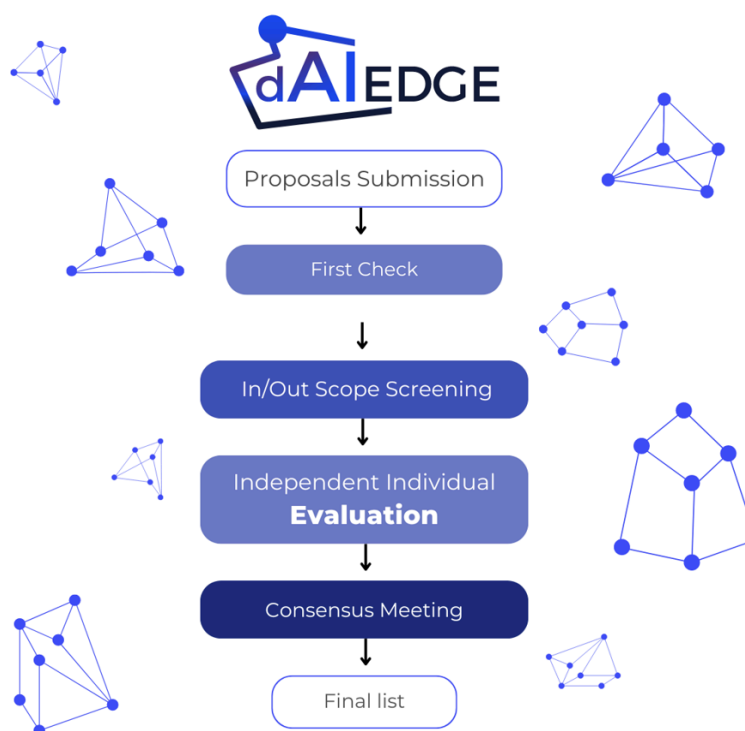 dAIEDGE
Proposals Submission
First Check
In/Out Scope Screening
Independent Individual
Evaluation
Consensus Meeting
Final list